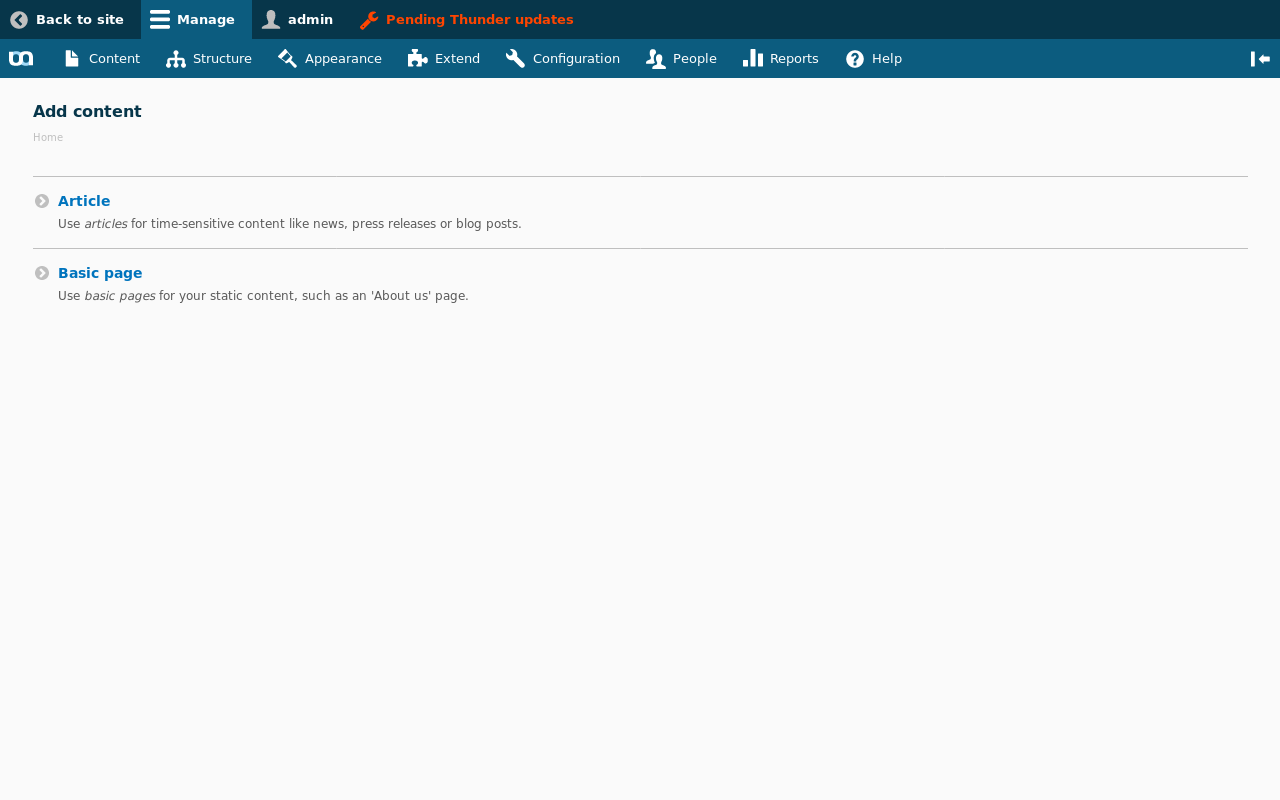 Back to site Manage admin Pending Thunder updates
Content Structure Appearance Extend Configuration People Reports Help
Add content
Home
Article
Use articles for time-sensitive content like news, press releases or blog posts.
Basic page
Use basic pages for your static content, such as an 'About us' page.